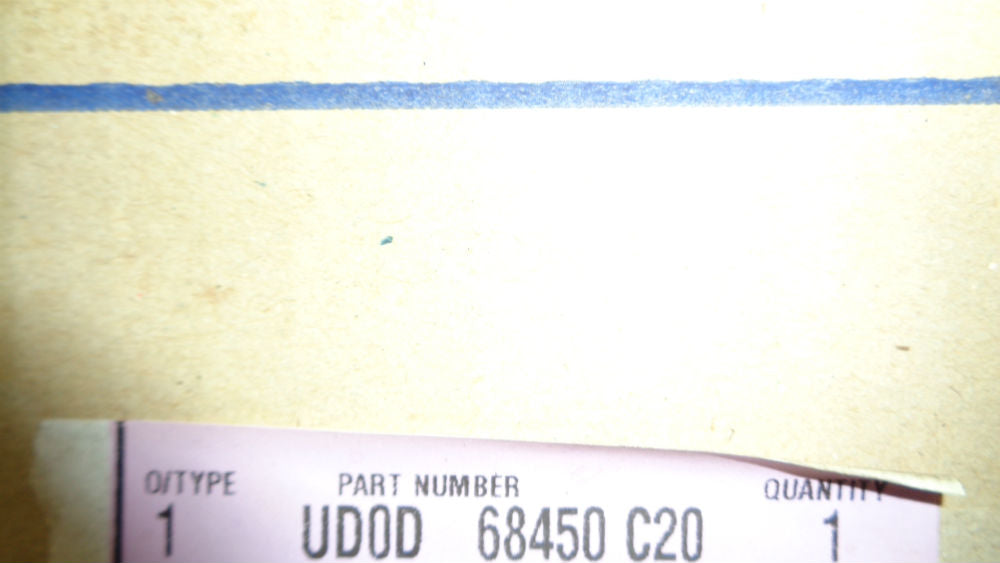 O/TYPE PART NUMBER QUANTITY
1 UD0D 68450 C20 1